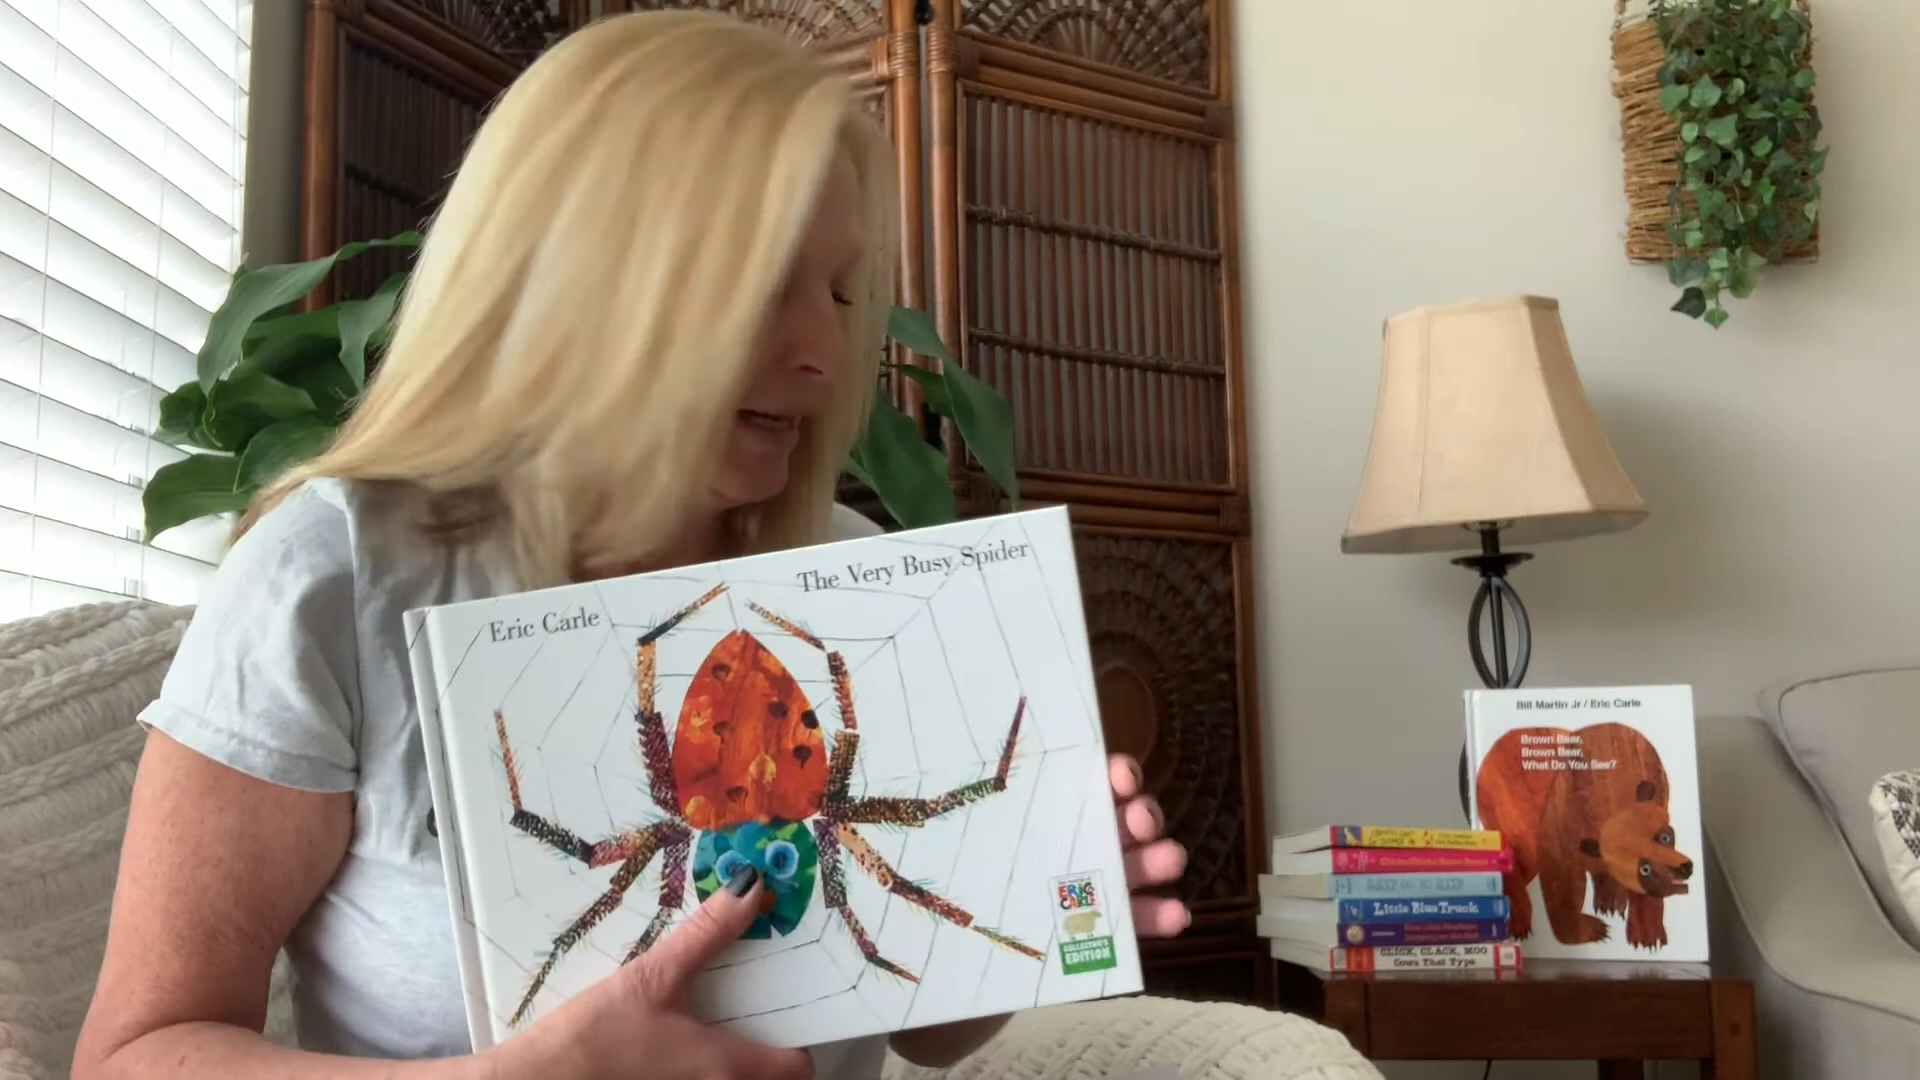 Eric Carle
The Very Busy Spider
ERIC
CARLE
COLLECTOR'S
EDITION
Bill Martin Jr / Eric Carle
Brown Bear,
Brown Bear,
What Do You See?
Little Blue Truck
CLICK, CLACK, MOO
Cows That Type